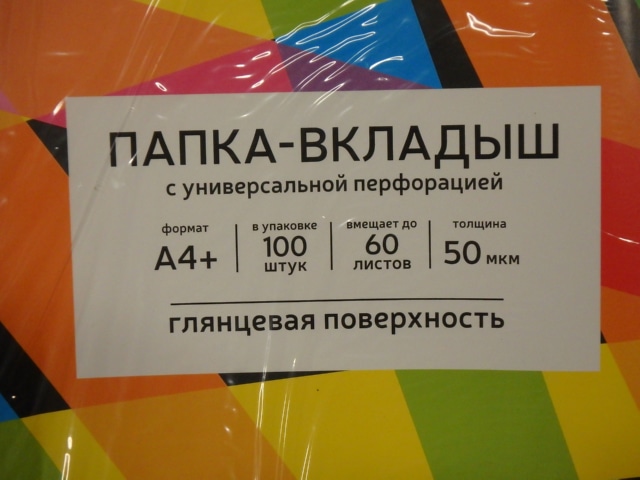 ПАПКА-ВКЛАДЫШ
с универсальной перфорацией
формат
А4+
в упаковке
100
штук
вмещает до
60
листов
толщина
50 мкм
глянцевая поверхность